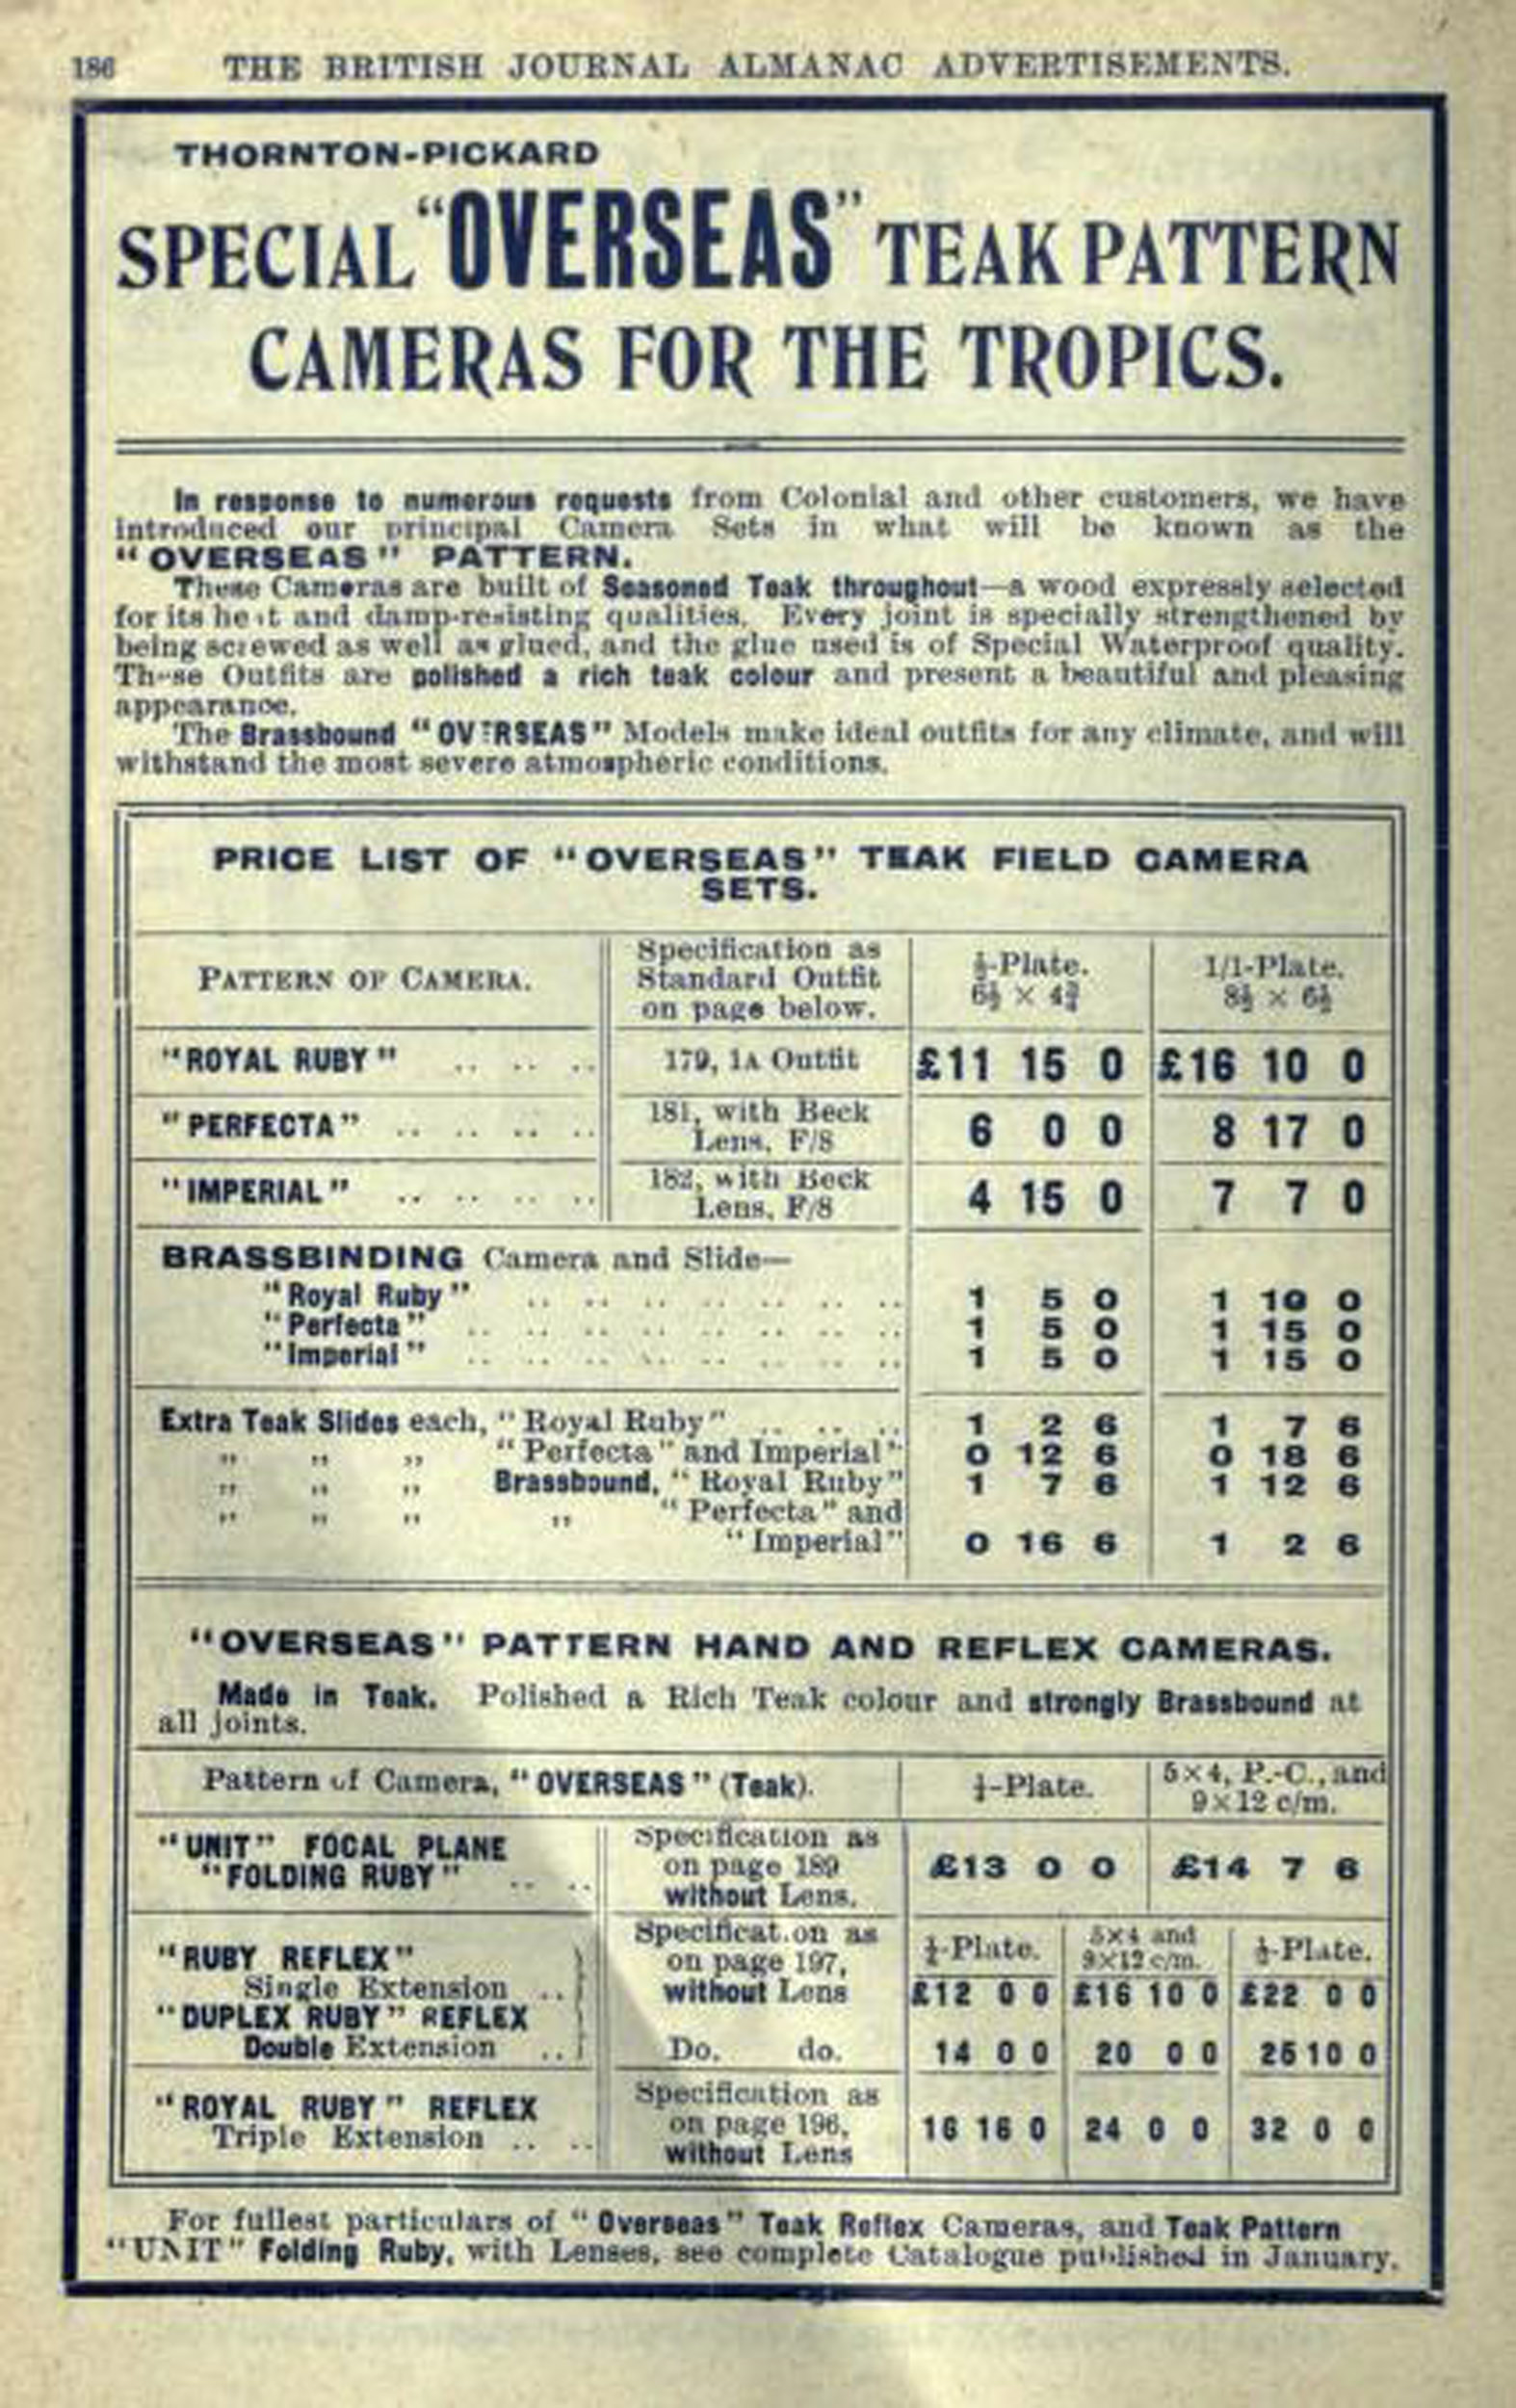 186 THE BRITISH JOURNAL ALMANAC ADVERTISEMENTS.
THORNTON-PICKARD
SPECIAL "OVERSEAS" TEAK PATTERN
CAMERAS FOR THE TROPICS.
In response to numerous requests from Colonial and other customers, we have
introduced our principal Camera Sets in what will be known as the
"OVERSEAS" PATTERN.
These Cameras are built of Seasoned Teak throughout—a wood expressly selected
for its heat and damp-resisting qualities. Every joint is specially strengthened by
being screwed as well as glued, and the glue used is of Special Waterproof quality.
These Outfits are polished a rich teak colour and present a beautiful and pleasing
appearance.
The Brassbound "OVERSEAS" Models make ideal outfits for any climate, and will
withstand the most severe atmospheric conditions.
PRICE LIST OF "OVERSEAS" TEAK FIELD CAMERA
SETS.
PATTERN OF CAMERA.
Specification as
Standard Outfit
on page below.
½-Plate.
6½ × 4¾
1/1-Plate.
8½ × 6½
"ROYAL RUBY" .. .. .. 179, 1A Outfit £11 15 0 £16 10 0
"PERFECTA" .. .. .. .. 181, with Beck
Lens, F/8 6 0 0 8 17 0
"IMPERIAL" .. .. .. .. 182, with Beck
Lens, F/8 4 15 0 7 7 0
BRASSBINDING Camera and Slide—
"Royal Ruby" .. .. .. .. .. .. .. 1 5 0 1 10 0
"Perfecta" .. .. .. .. .. .. .. .. 1 5 0 1 15 0
"Imperial" .. .. .. .. .. .. .. .. 1 5 0 1 15 0
Extra Teak Slides each, "Royal Ruby" .. .. .. 1 2 6 1 7 6
" " " "Perfecta" and Imperial" 0 12 6 0 18 6
" " " Brassbound, "Royal Ruby" 1 7 6 1 12 6
" " " " "Perfecta" and
"Imperial" 0 16 6 1 2 6
"OVERSEAS" PATTERN HAND AND REFLEX CAMERAS.
Made in Teak. Polished a Rich Teak colour and strongly Brassbound at
all joints.
Pattern of Camera, "OVERSEAS" (Teak). ¼-Plate. 5×4, P.-C., and
9×12 c/m.
"UNIT" FOCAL PLANE
"FOLDING RUBY" .. ..
Specification as
on page 189
without Lens.
£13 0 0 £14 7 6
"RUBY REFLEX"
Single Extension ..
Specification as
on page 197,
without Lens
¼-Plate. 5×4 and
9×12 c/m. ½-Plate.
£12 0 0 £16 10 0 £22 0 0
"DUPLEX RUBY" REFLEX
Double Extension .. Do. do. 14 0 0 20 0 0 25 10 0
"ROYAL RUBY" REFLEX
Triple Extension .. ..
Specification as
on page 196,
without Lens
16 16 0 24 0 0 32 0 0
For fullest particulars of "Overseas" Teak Reflex Cameras, and Teak Pattern
"UNIT" Folding Ruby, with Lenses, see complete Catalogue published in January.